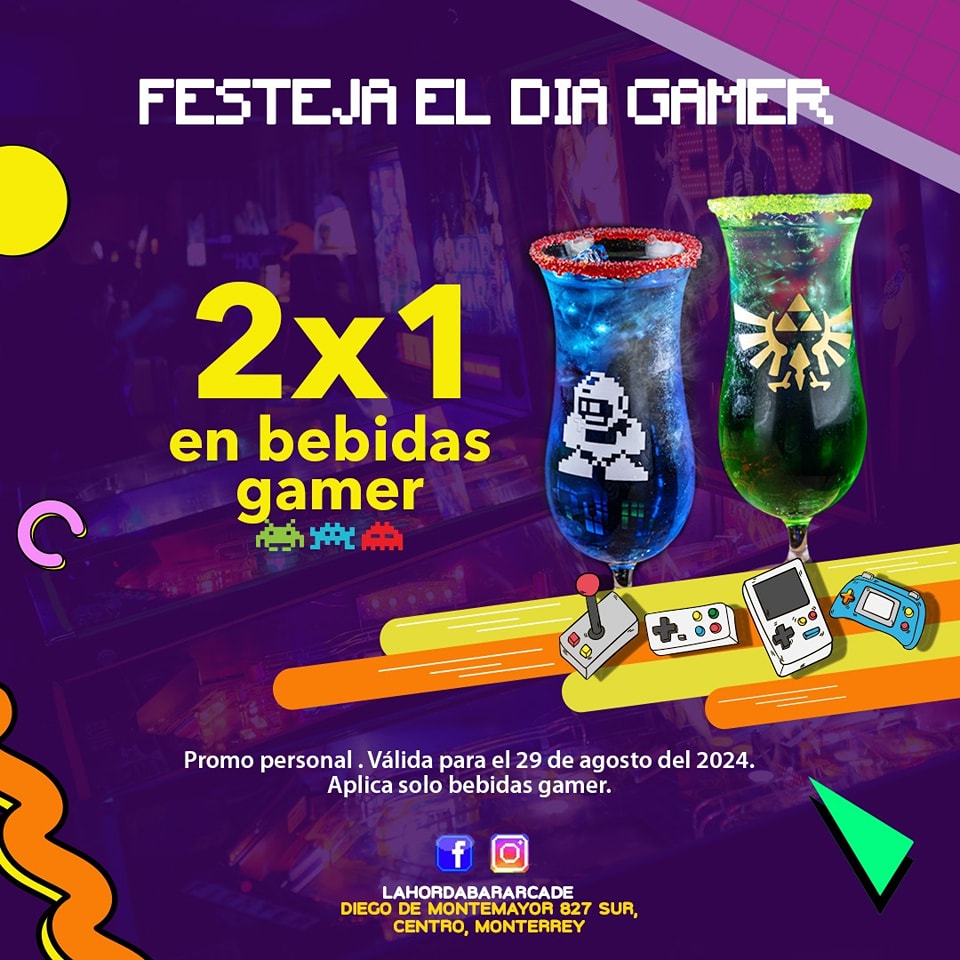 FESTEJA EL DIA GAMER
2x1
en bebidas
gamer
Promo personal . Válida para el 29 de agosto del 2024.
Aplica solo bebidas gamer.
LAHORDABARARCADE
DIEGO DE MONTEMAYOR 827 SUR,
CENTRO, MONTERREY